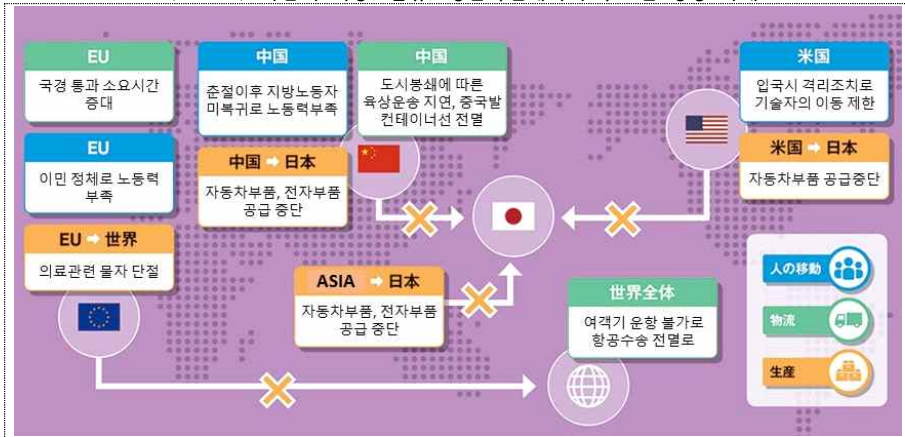 EU
국경 통과 소요시간
증대
EU
이민 정체로 노동력
부족
EU ➡ 世界
의료관련 물자 단절
中国
춘절이후 지방노동자
미복귀로 노동력부족
中国 ➡ 日本
자동차부품, 전자부품
공급 중단
中国
도시봉쇄에 따른
육상운송 지연, 중국발
컨테이너선 전멸
ASIA ➡ 日本
자동차부품, 전자부품
공급 중단
米国
입국시 격리조치로
기술자의 이동 제한
米国 ➡ 日本
자동차부품 공급중단
世界全体
여객기 운항 불가로
항공수송 전멸로
人の移動
物流
生産